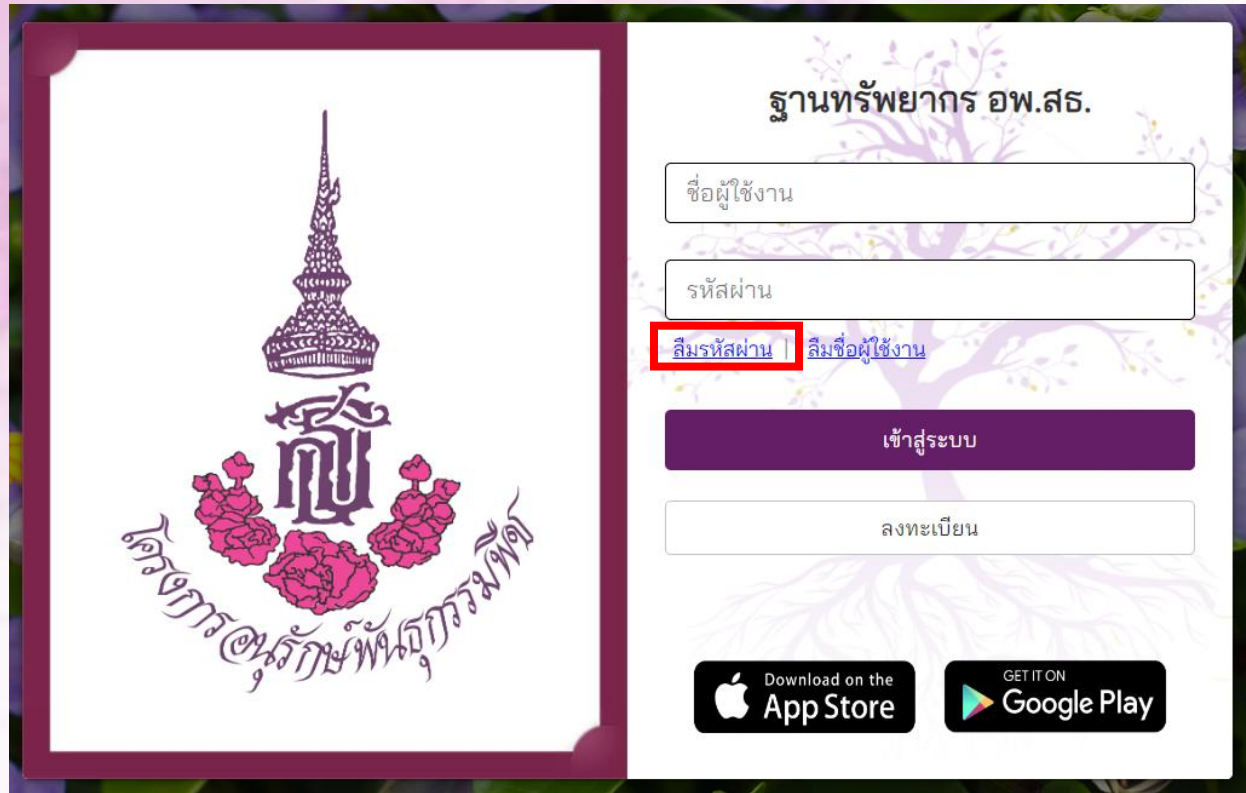 โครงการอนุรักษ์พันธุกรรมพืช
ฐานทรัพยากร อพ.สธ.
ชื่อผู้ใช้งาน
รหัสผ่าน
ลืมรหัสผ่าน | ลืมชื่อผู้ใช้งาน
เข้าสู่ระบบ
ลงทะเบียน
Download on the
App Store
GET IT ON
Google Play